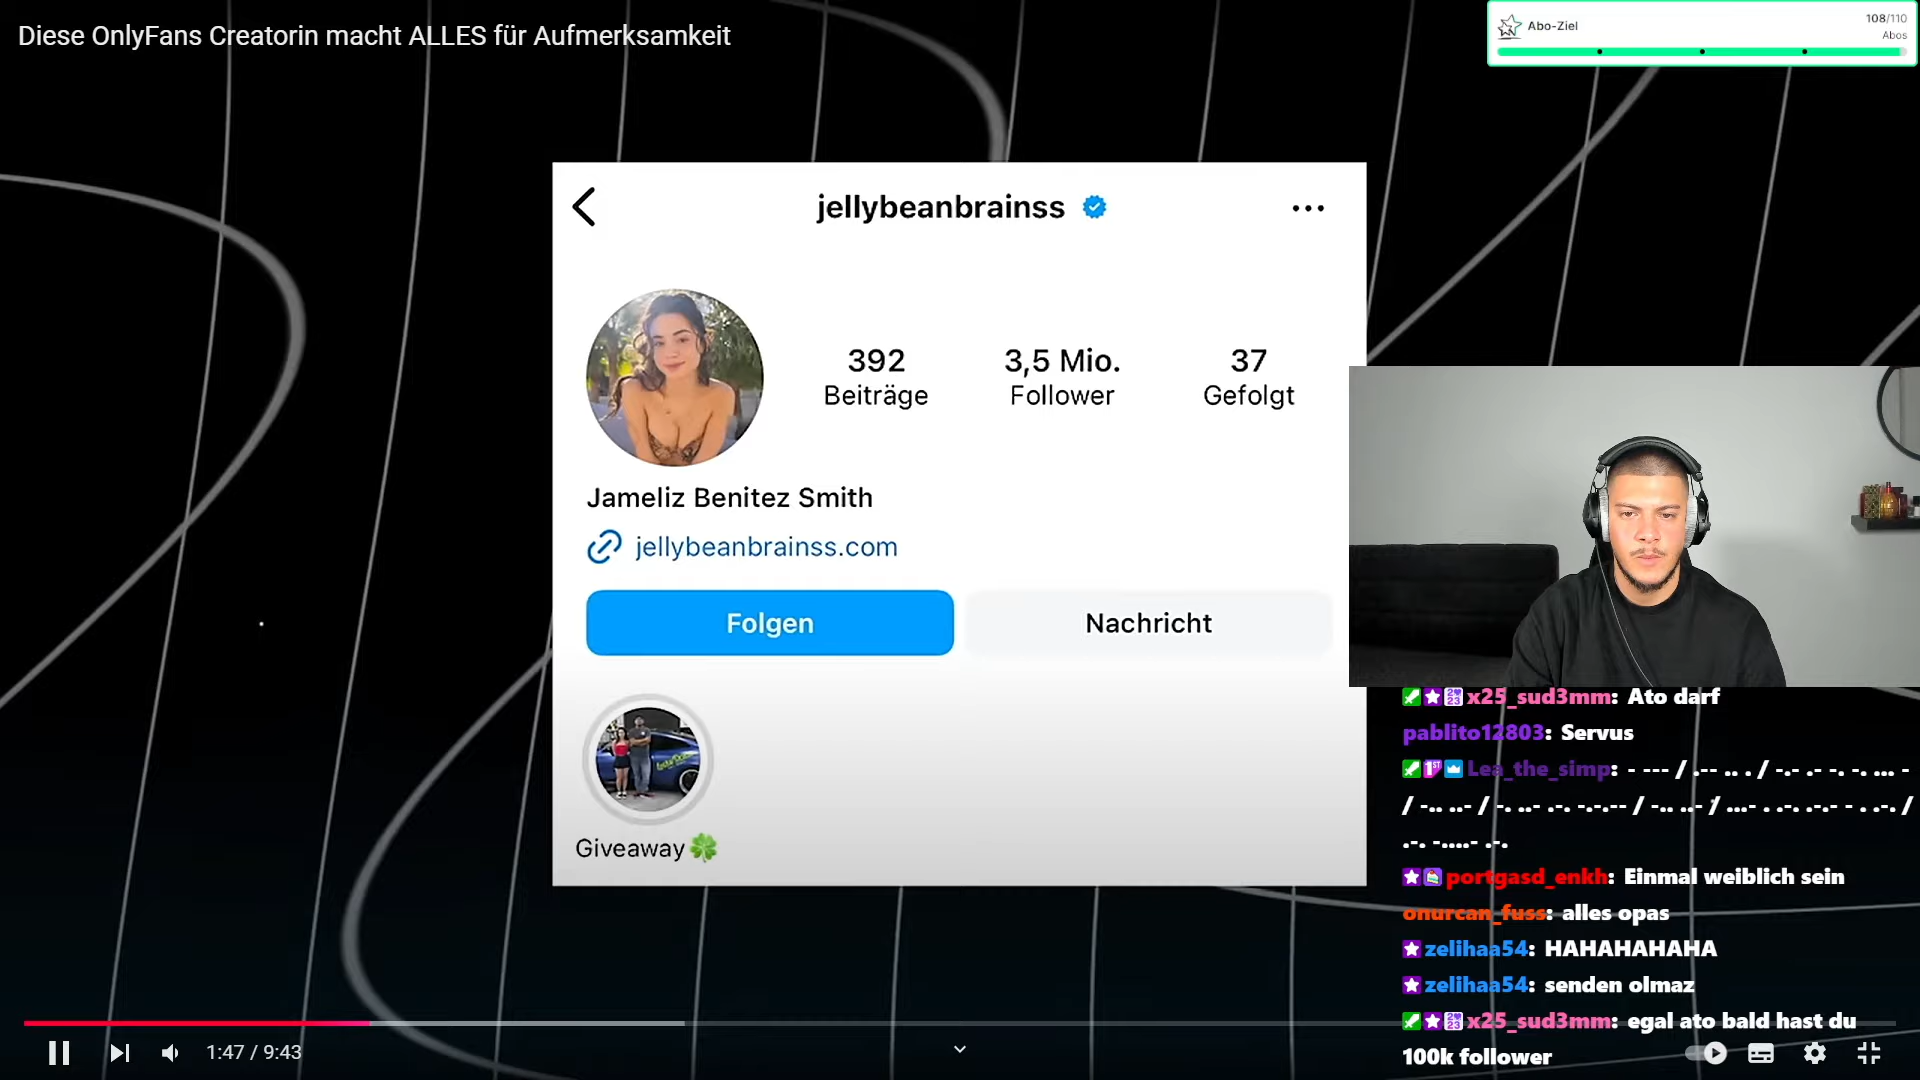 Diese OnlyFans Creatorin macht ALLES für Aufmerksamkeit
Abo-Ziel
108/110
Abos
jellybeanbrainss
392
Beiträge
3,5 Mio.
Follower
37
Gefolgt
Jameliz Benitez Smith
jellybeanbrainss.com
Folgen
Nachricht
Giveaway🍀
x25_sud3mm: Ato darf
pablito12803: Servus
Lea_the_simp:
portgasd_enkh: Einmal weiblich sein
onurcan_fuss: alles opas
zelihaa54: HAHAHAHAHA
zelihaa54: senden olmaz
x25_sud3mm: egal ato bald hast du
100k follower
1:47 / 9:43